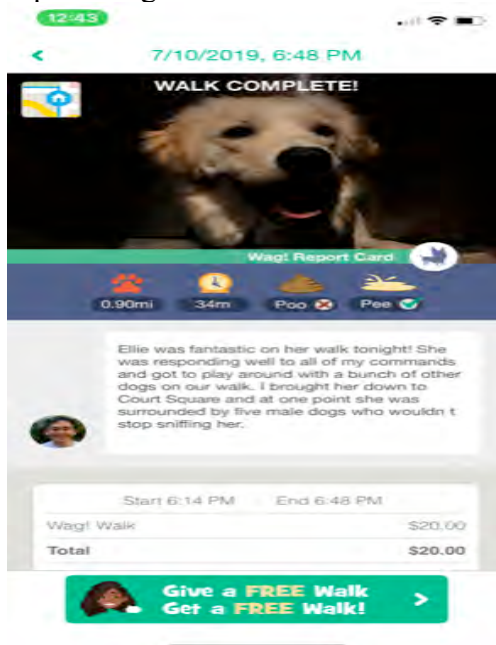 12:43
7/10/2019, 6:48 PM
WALK COMPLETE!
Wag! Report Card
0.90mi 34m Poo Pee
Ellie was fantastic on her walk tonight! She
was responding well to all of my commands
and got to play around with a bunch of other
dogs on our walk. I brought her down to
Court Square and at one point she was
surrounded by five male dogs who wouldn t
stop sniffing her.
Start 6:14 PM End 6:48 PM
Wag! Walk $20.00
Total $20.00
Give a FREE Walk
Get a FREE Walk!